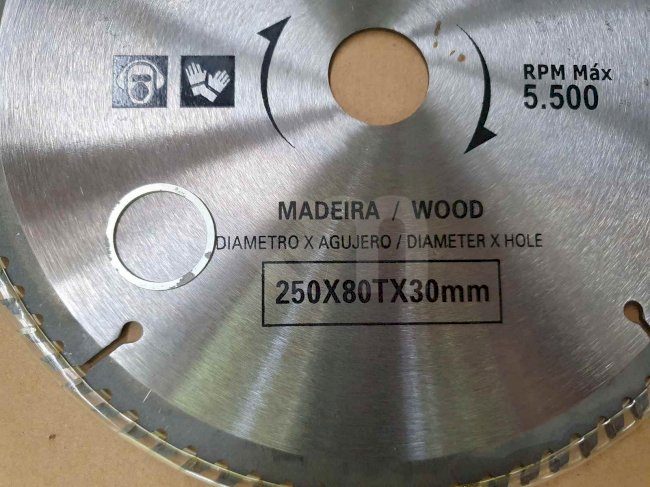 RPM Máx
5.500
MADEIRA / WOOD
DIAMETRO X AGUJERO / DIAMETER X HOLE
250X80TX30mm